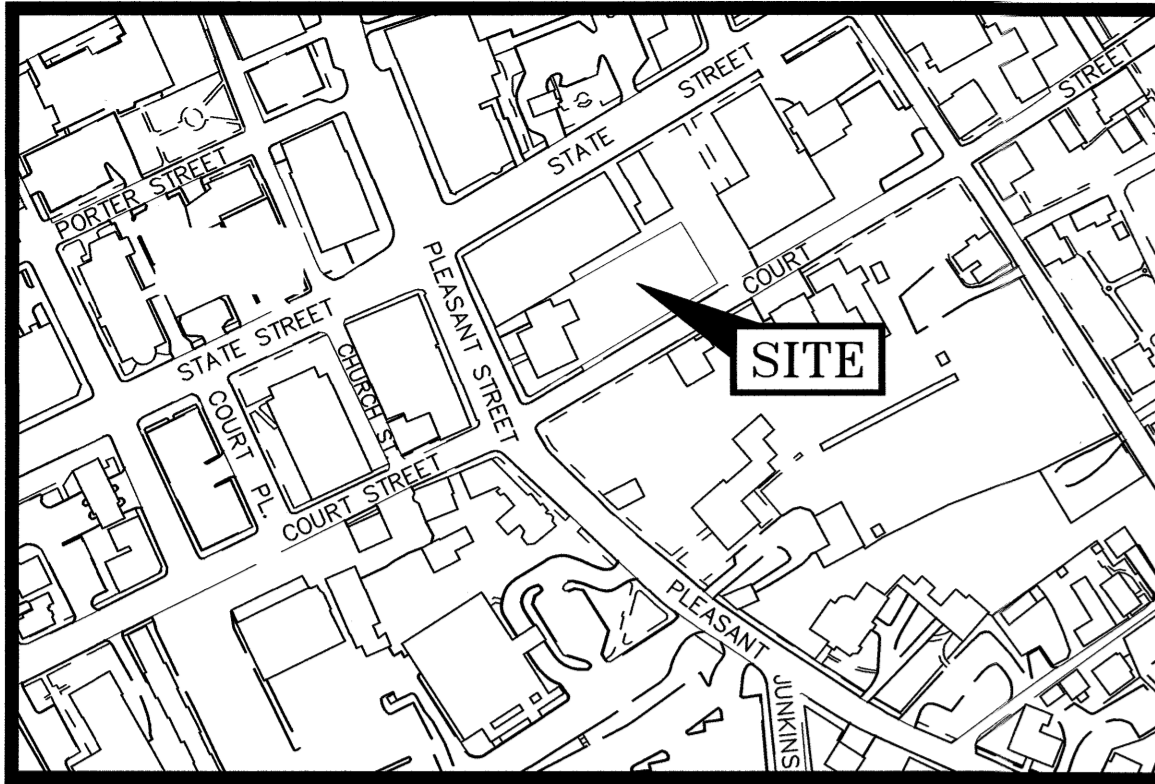 STREET
STATE
STREET
PORTER STREET
PLEASANT STREET
COURT
STATE STREET
SITE
CHURCH ST.
COURT PL.
COURT STREET
PLEASANT
JUNKINS